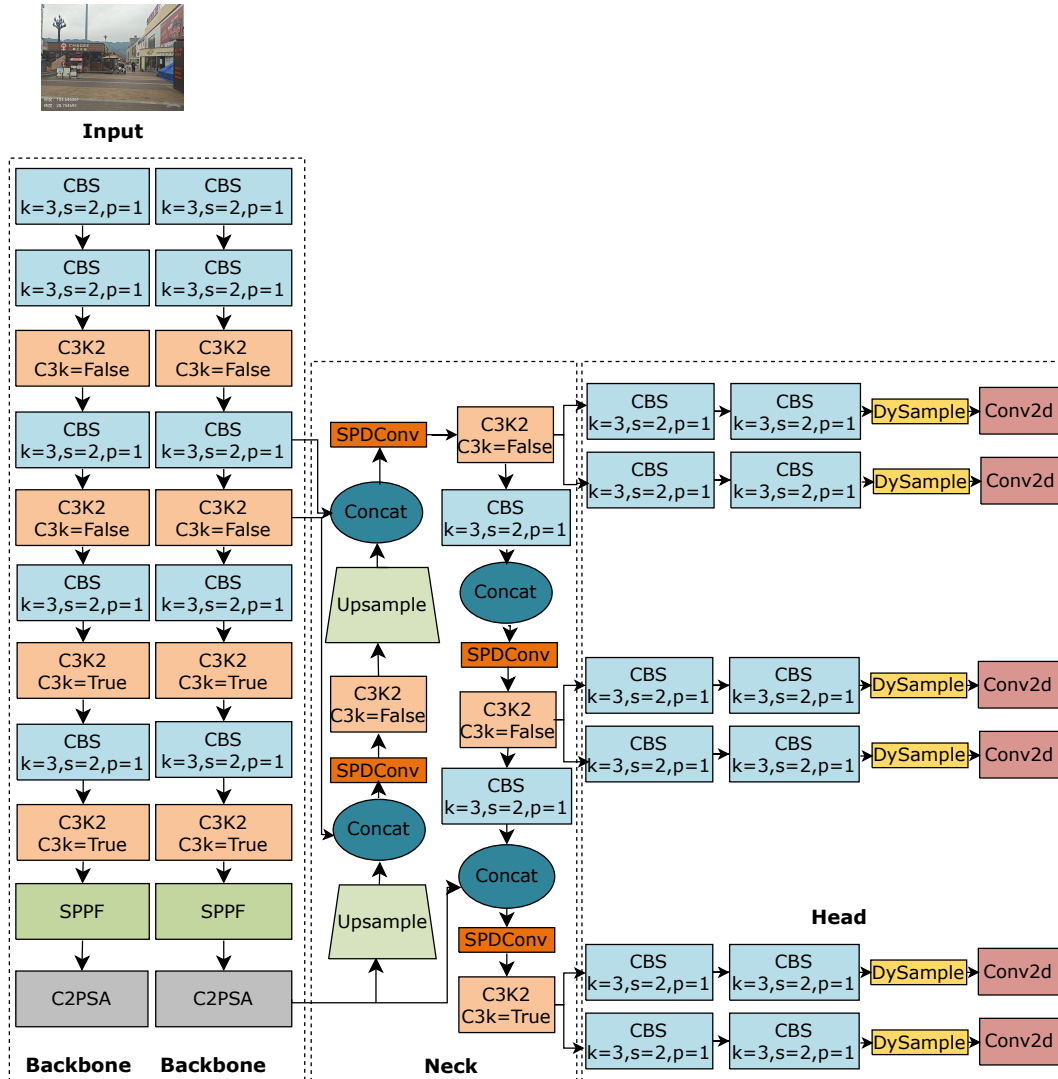 CHAGEE
Input
CBS
k=3,s=2,p=1
CBS
k=3,s=2,p=1
C3K2
C3k=False
CBS
k=3,s=2,p=1
C3K2
C3k=False
CBS
k=3,s=2,p=1
C3K2
C3k=True
CBS
k=3,s=2,p=1
C3K2
C3k=True
SPPF
C2PSA
Backbone
CBS
k=3,s=2,p=1
CBS
k=3,s=2,p=1
C3K2
C3k=False
CBS
k=3,s=2,p=1
C3K2
C3k=False
CBS
k=3,s=2,p=1
C3K2
C3k=True
CBS
k=3,s=2,p=1
C3K2
C3k=True
SPPF
C2PSA
Backbone
SPDConv
Concat
Upsample
C3K2
C3k=False
SPDConv
Concat
Upsample
C3K2
C3k=False
CBS
k=3,s=2,p=1
Concat
SPDConv
C3K2
C3k=False
CBS
k=3,s=2,p=1
Concat
SPDConv
C3K2
C3k=True
Neck
CBS
k=3,s=2,p=1
CBS
k=3,s=2,p=1
DySample
Conv2d
CBS
k=3,s=2,p=1
CBS
k=3,s=2,p=1
DySample
Conv2d
CBS
k=3,s=2,p=1
CBS
k=3,s=2,p=1
DySample
Conv2d
CBS
k=3,s=2,p=1
CBS
k=3,s=2,p=1
DySample
Conv2d
Head
CBS
k=3,s=2,p=1
CBS
k=3,s=2,p=1
DySample
Conv2d
CBS
k=3,s=2,p=1
CBS
k=3,s=2,p=1
DySample
Conv2d